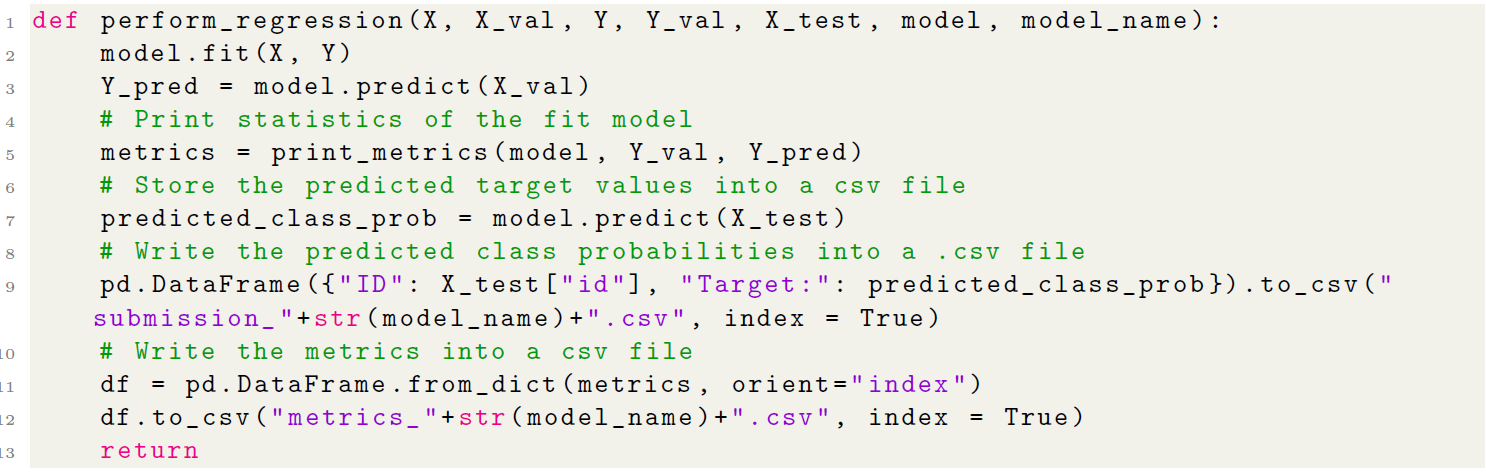 1 def perform_regression(X, X_val, Y, Y_val, X_test, model, model_name):
2     model.fit(X, Y)
3     Y_pred = model.predict(X_val)
4     # Print statistics of the fit model
5     metrics = print_metrics(model, Y_val, Y_pred)
6     # Store the predicted target values into a csv file
7     predicted_class_prob = model.predict(X_test)
8     # Write the predicted class probabilities into a .csv file
9     pd.DataFrame({"ID": X_test["id"], "Target:": predicted_class_prob}).to_csv("
    submission_"+str(model_name)+".csv", index = True)
10     # Write the metrics into a csv file
11     df = pd.DataFrame.from_dict(metrics, orient="index")
12     df.to_csv("metrics_"+str(model_name)+".csv", index = True)
13     return